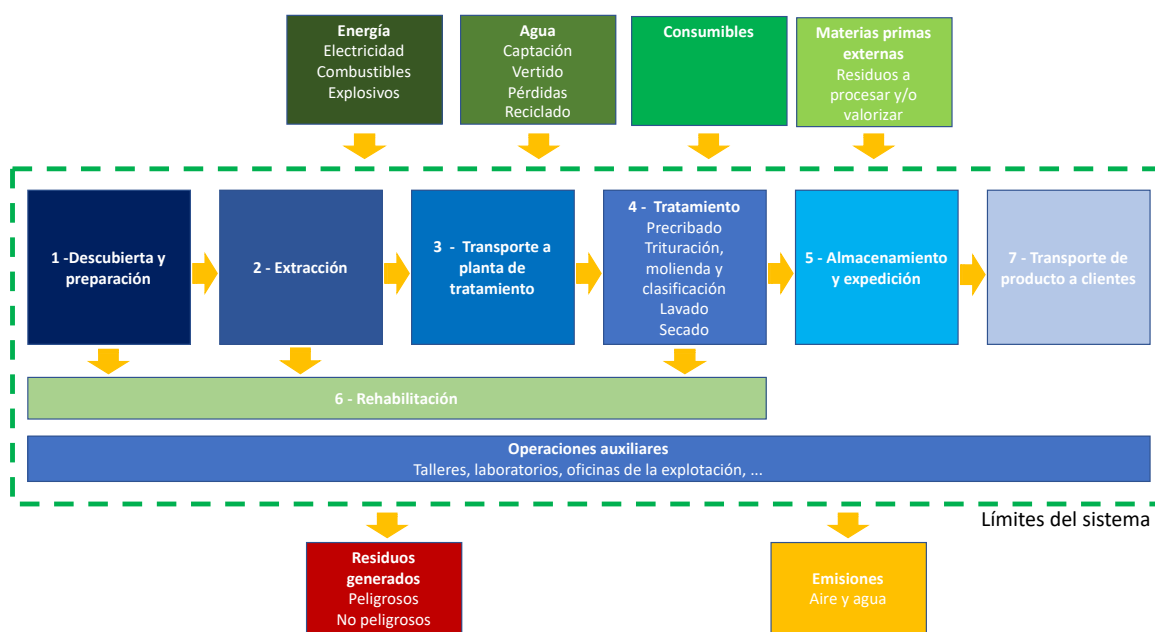 Energía
Electricidad
Combustibles
Explosivos
Agua
Captación
Vertido
Pérdidas
Reciclado
Consumibles
Materias primas
externas
Residuos a
procesar y/o
valorizar
1 -Descubierta y
preparación
2 - Extracción
3 - Transporte a
planta de
tratamiento
4 - Tratamiento
Precribado
Trituración,
molienda y
clasificación
Lavado
Secado
5 - Almacenamiento
y expedición
7 - Transporte de
producto a clientes
6 - Rehabilitación
Operaciones auxiliares
Talleres, laboratorios, oficinas de la explotación, ...
Límites del sistema
Residuos
generados
Peligrosos
No peligrosos
Emisiones
Aire y agua